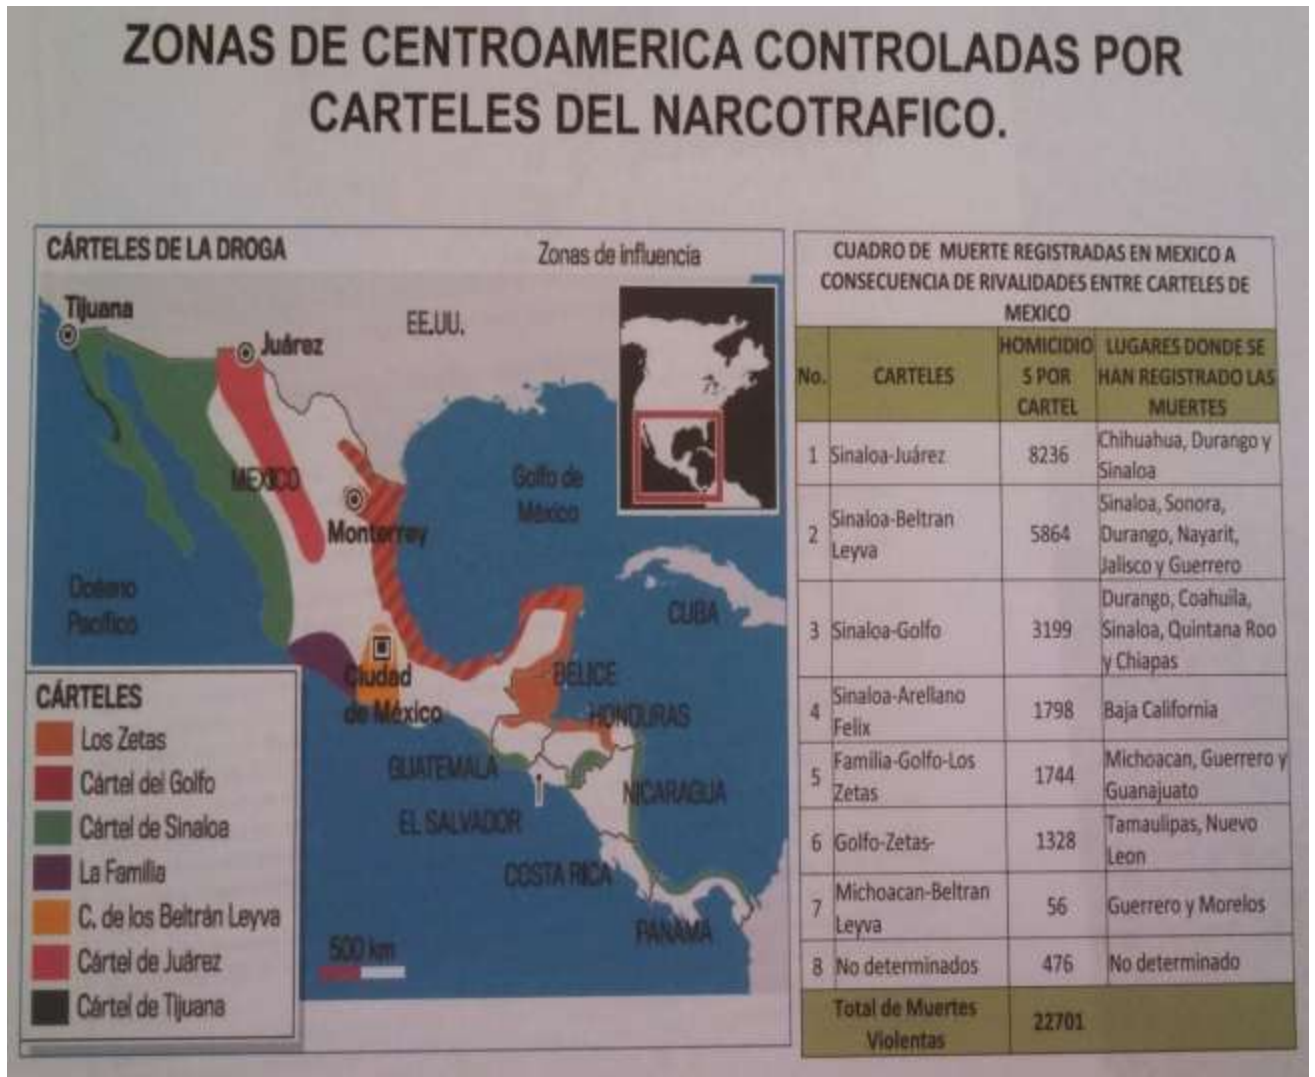 ZONAS DE CENTROAMERICA CONTROLADAS POR
CARTELES DEL NARCOTRAFICO.
CÁRTELES DE LA DROGA
Zonas de influencia
Tijuana
Juárez
EE.UU.
MÉXICO
Golfo de
México
Monterrey
Océano
Pacífico
CUBA
Ciudad
de México
BELICE
HONDURAS
GUATEMALA
NICARAGUA
EL SALVADOR
COSTA RICA
PANAMÁ
500 km
CÁRTELES
Los Zetas
Cártel del Golfo
Cártel de Sinaloa
La Familia
C. de los Beltrán Leyva
Cártel de Juárez
Cártel de Tijuana
CUADRO DE MUERTE REGISTRADAS EN MEXICO A
CONSECUENCIA DE RIVALIDADES ENTRE CARTELES DE
MEXICO
No. CARTELES HOMICIDIO LUGARES DONDE SE
S POR HAN REGISTRADO LAS
CARTEL MUERTES
1 Sinaloa-Juárez 8236 Chihuahua, Durango y
Sinaloa
2 Sinaloa-Beltran
Leyva 5864 Sinaloa, Sonora,
Durango, Nayarit,
Jalisco y Guerrero
3 Sinaloa-Golfo 3199 Durango, Coahuila,
Sinaloa, Quintana Roo
y Chiapas
4 Sinaloa-Arellano
Felix 1798 Baja California
5 Familia-Golfo-Los
Zetas 1744 Michoacan, Guerrero y
Guanajuato
6 Golfo-Zetas- 1328 Tamaulipas, Nuevo
Leon
7 Michoacan-Beltran
Leyva 56 Guerrero y Morelos
8 No determinados 476 No determinado
Total de Muertes
Violentas 22701